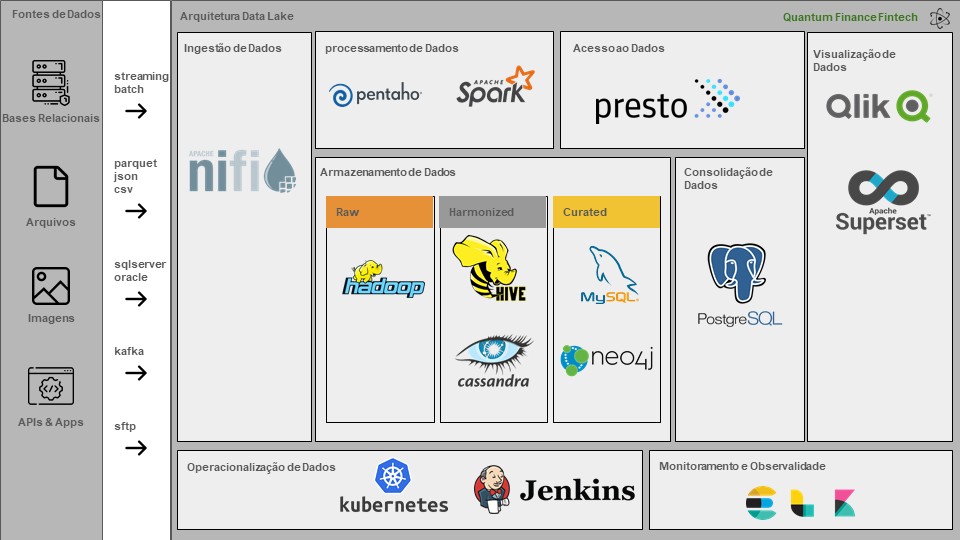 Fontes de Dados
Bases Relacionais
Arquivos
Imagens
APIs & Apps
streaming
batch
parquet
json
csv
sqlserver
oracle
kafka
sftp
Arquitetura Data Lake
Quantum Finance Fintech
Ingestão de Dados
APACHE
nifi
processamento de Dados
pentaho
APACHE
Spark
Acesso ao Dados
presto
Visualização de
Dados
Qlik
Apache
Superset
Armazenamento de Dados
Raw
hadoop
Harmonized
HIVE
cassandra
Curated
MySQL
neo4j
Consolidação de
Dados
PostgreSQL
Operacionalização de Dados
kubernetes
Jenkins
Monitoramento e Observalidade
E L K